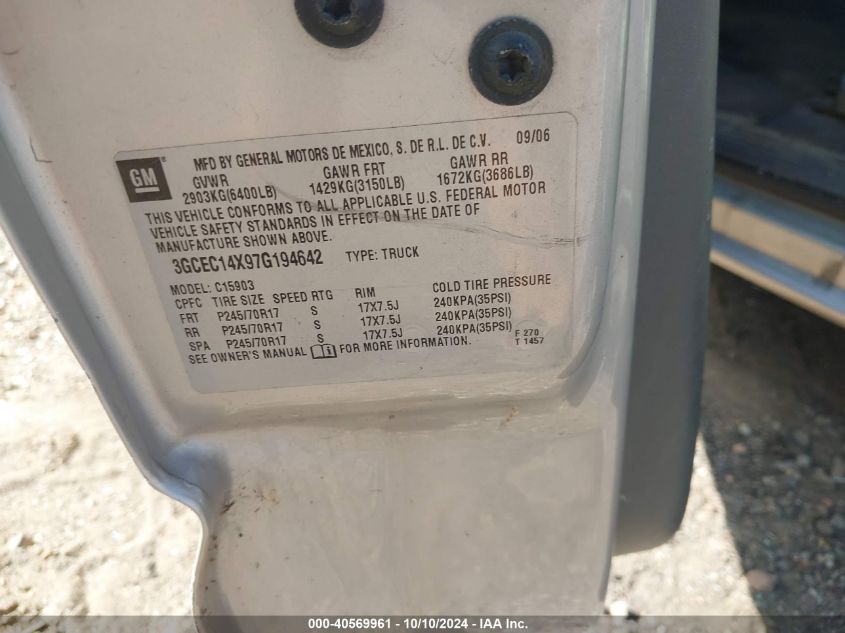 GM
MFD BY GENERAL MOTORS DE MEXICO, S. DE R.L. DE C.V. 09/06
GVWR GAWR FRT GAWR RR
2903KG(6400LB) 1429KG(3150LB) 1672KG(3686LB)
THIS VEHICLE CONFORMS TO ALL APPLICABLE U.S. FEDERAL MOTOR
VEHICLE SAFETY STANDARDS IN EFFECT ON THE DATE OF
MANUFACTURE SHOWN ABOVE.
3GCEC14X97G194642 TYPE: TRUCK
MODEL: C15903
CPFC TIRE SIZE SPEED RTG RIM COLD TIRE PRESSURE
FRT P245/70R17 S 17X7.5J 240KPA(35PSI)
RR P245/70R17 S 17X7.5J 240KPA(35PSI)
SPA P245/70R17 S 17X7.5J 240KPA(35PSI)
SEE OWNER'S MANUAL FOR MORE INFORMATION.
F 270
T 1457
000-40569961 - 10/10/2024 - IAA Inc.